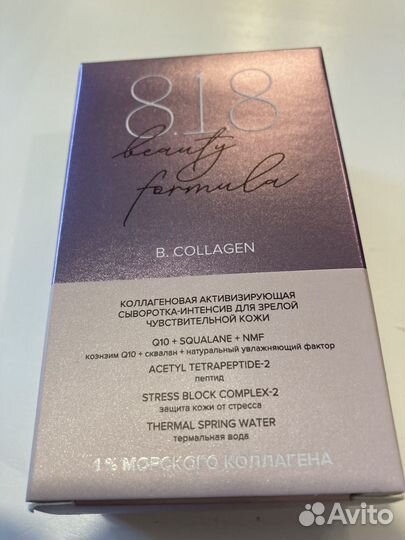 8.18
beauty
formula
B. COLLAGEN
КОЛЛАГЕНОВАЯ АКТИВИЗИРУЮЩАЯ
СЫВОРОТКА-ИНТЕНСИВ ДЛЯ ЗРЕЛОЙ
ЧУВСТВИТЕЛЬНОЙ КОЖИ
Q10 + SQUALANE + NMF
коэнзим Q10 + сквалан + натуральный увлажняющий фактор
ACETYL TETRAPEPTIDE-2
пептид
STRESS BLOCK COMPLEX-2
защита кожи от стресса
THERMAL SPRING WATER
термальная вода
1% МОРСКОГО КОЛЛАГЕНА
Avito